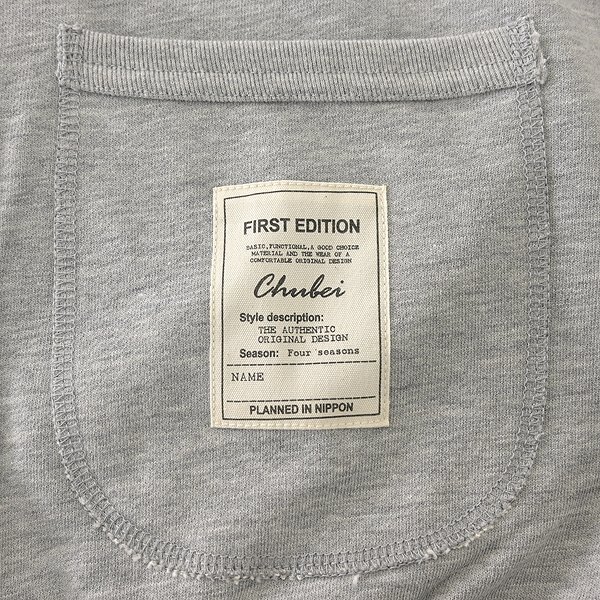 FIRST EDITION
BASIC, FUNCTIONAL, A GOOD CHOICE
MATERIAL AND THE WEAR OF A
COMFORTABLE ORIGINAL DESIGN
Chubei
Style description:
THE AUTHENTIC
ORIGINAL DESIGN
Season: Four seasons
NAME
PLANNED IN NIPPON